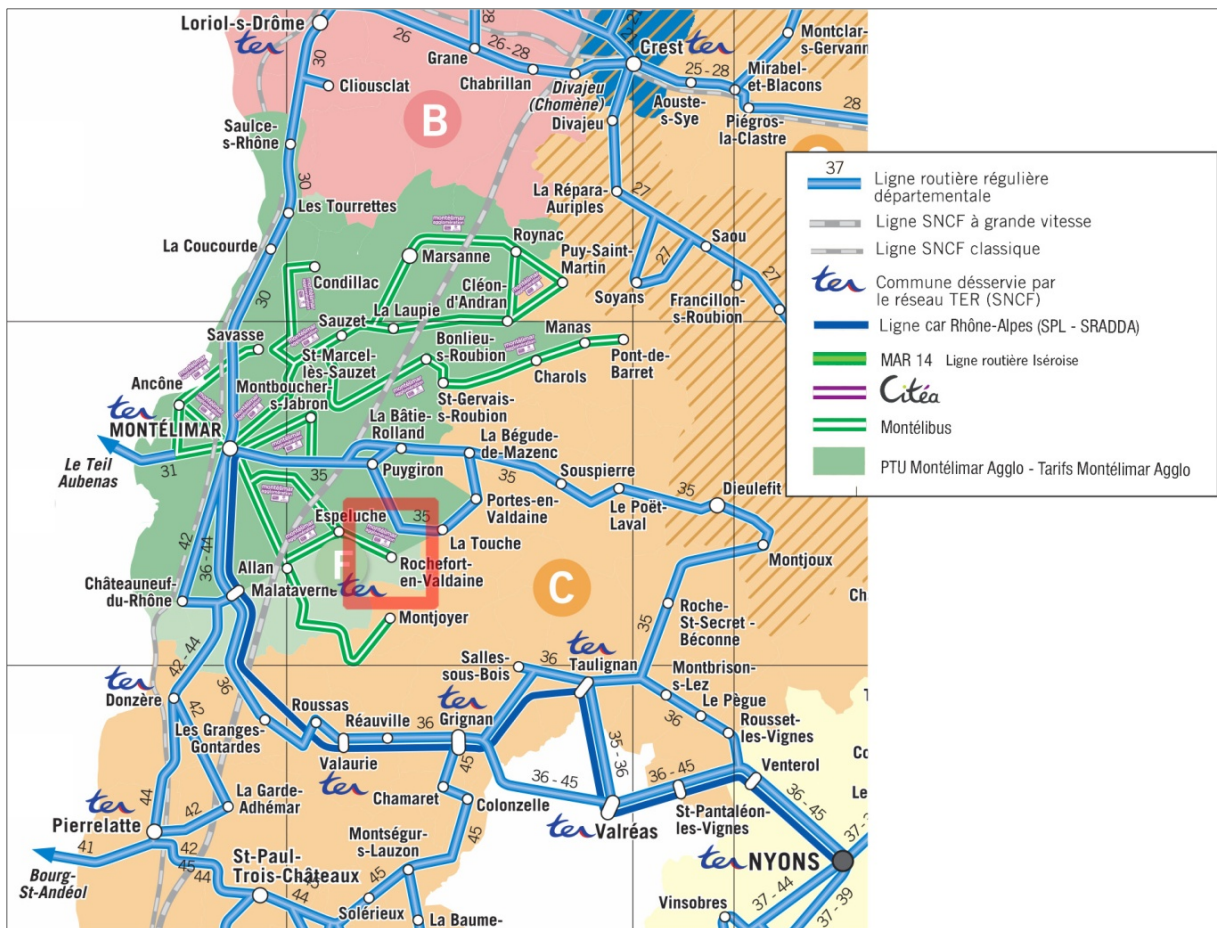 Loriol-s-Drôme
ter
26
28
Grane
26-28
Chabrillan
Crest
ter
Montclar-
s-Gervann
Mirabel-
et-Blacons
25 - 28
28
30
Cliousclat
B
Divajeu
(Chomène)
Divajeu
Aouste-
s-Sye
Piégros-
la-Clastre
Saulce-
s-Rhône
30
La Répara-
Auriples
27
Les Tourrettes
La Coucourde
Roynac
Marsanne
Puy-Saint-
Martin
Saou
27
27
Condillac
Cléon-
d'Andran
Soyans
Francillon-
s-Roubion
30
La Laupie
Sauzet
Savasse
Manas
Bonlieu-
s-Roubion
St-Marcel-
lès-Sauzet
Pont-de-
Barret
Ancône
Montboucher-
s-Jabron
Charols
St-Gervais-
s-Roubion
ter
MONTÉLIMAR
La Bâtie-
Rolland
La Bégude-
de-Mazenc
Le Teil
Aubenas
31
35
Puygiron
35
Souspierre
35
Dieulefit
Portes-en-
Valdaine
Le Poët-
Laval
Espeluche
35
La Touche
Montjoux
42
36 - 44
Allan
F
Rochefort-
en-Valdaine
Châteauneuf-
du-Rhône
Malataverne
ter
C
Ch
Montjoyer
Roche-
St-Secret -
Béconne
35
42 - 44
ter
Salles-
sous-Bois
36
Taulignan
Montbrison-
s-Lez
ter
Donzère
36
42
Roussas
Réauville
36
ter
Grignan
Le Pègue
36
Rousset-
les-Vignes
Les Granges-
Gontardes
Valaurie
ter
45
35 - 36
36 - 45
36 - 45
Venterol
Chamaret
Colonzelle
La Garde-
Adhémar
44
42
ter
Pierrelatte
ter
Valréas
St-Pantaléon-
les-Vignes
36 - 45
Le
41
42
45
44
Montségur-
s-Lauzon
45
Bourg-
St-Andéol
St-Paul-
Trois-Châteaux
ter
NYONS
44
45
Solérieux
La Baume-
Vinsobres
37 - 44
37 - 39
37
Ligne routière régulière
départementale
Ligne SNCF à grande vitesse
Ligne SNCF classique
ter
Commune désservie par
le réseau TER (SNCF)
Ligne car Rhône-Alpes (SPL - SRADDA)
MAR 14 Ligne routière Iséroise
Citéa
Montélibus
PTU Montélimar Agglo - Tarifs Montélimar Agglo